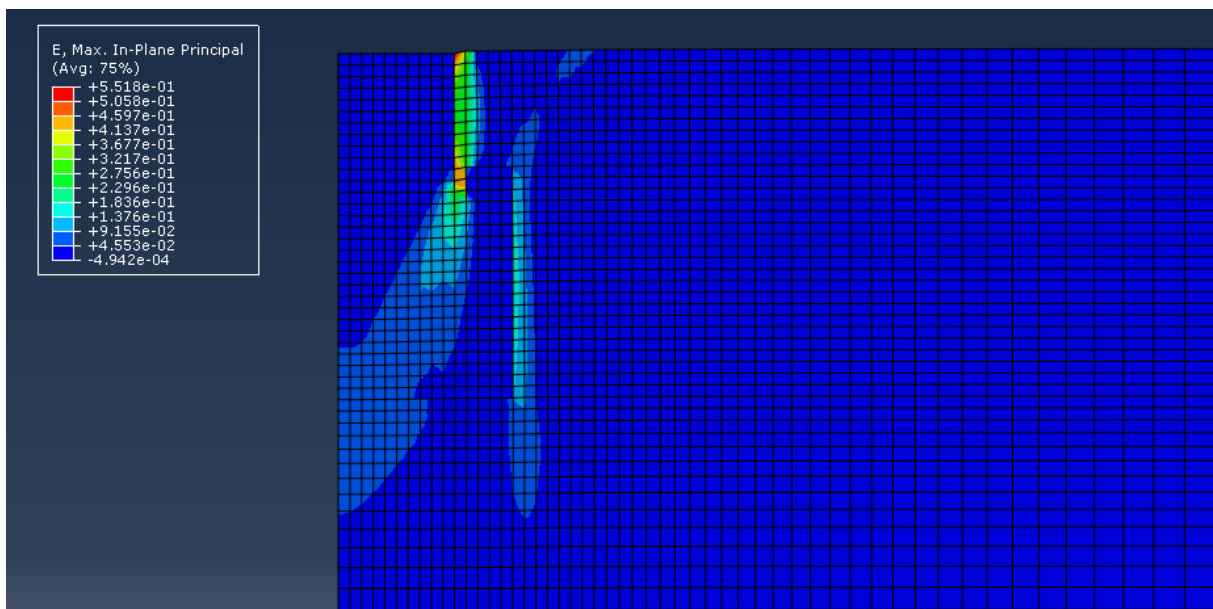 E, Max. In-Plane Principal
(Avg: 75%)
+5.518e-01
+5.058e-01
+4.597e-01
+4.137e-01
+3.677e-01
+3.217e-01
+2.756e-01
+2.296e-01
+1.836e-01
+1.376e-01
+9.155e-02
+4.553e-02
-4.942e-04